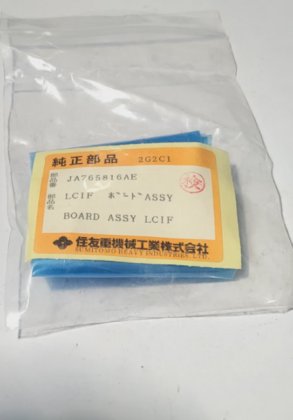 純正部品 2G2C1
部品番 JA765816AE
部品名 LCIF ボードASSY
BOARD ASSY LCIF
検
住友重機械工業株式会社
SUMITOMO HEAVY INDUSTRIES, LTD.